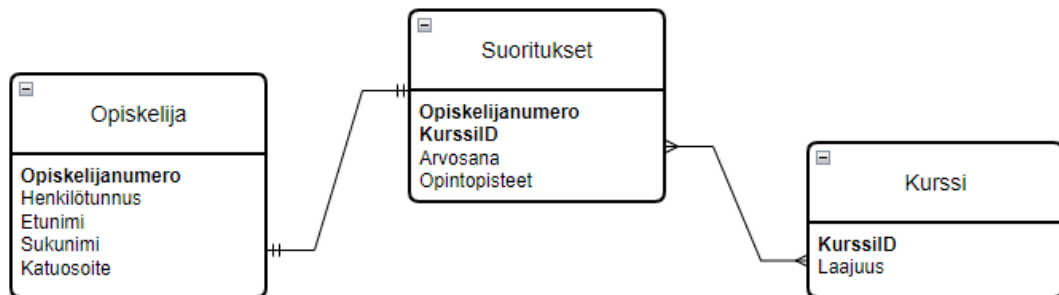 Opiskelija
Opiskelijanumero
Henkilötunnus
Etunimi
Sukunimi
Katuosoite
Suoritukset
Opiskelijanumero
KurssiID
Arvosana
Opintopisteet
Kurssi
KurssiID
Laajuus